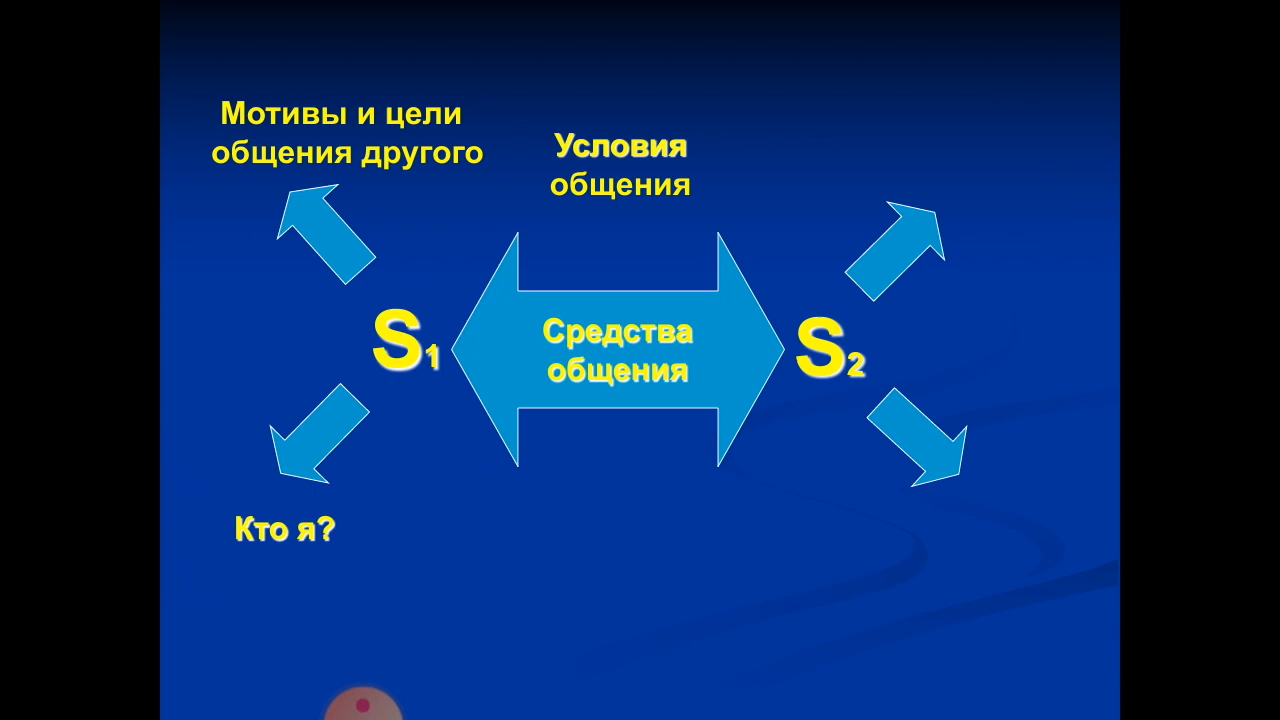 Мотивы и цели
общения другого
Условия
общения
S1
Средства
общения
S2
Кто я?